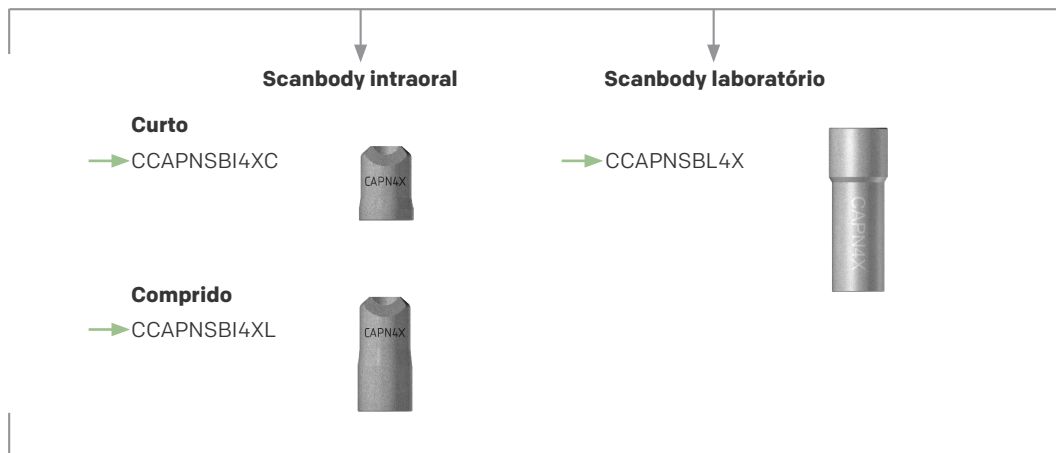 Scanbody intraoral
Scanbody laboratório
Curto
CCAPNSBI4XC
CAPN4X
CCAPNSBL4X
CAPN4X
Comprido
CCAPNSBI4XL
CAPN4X